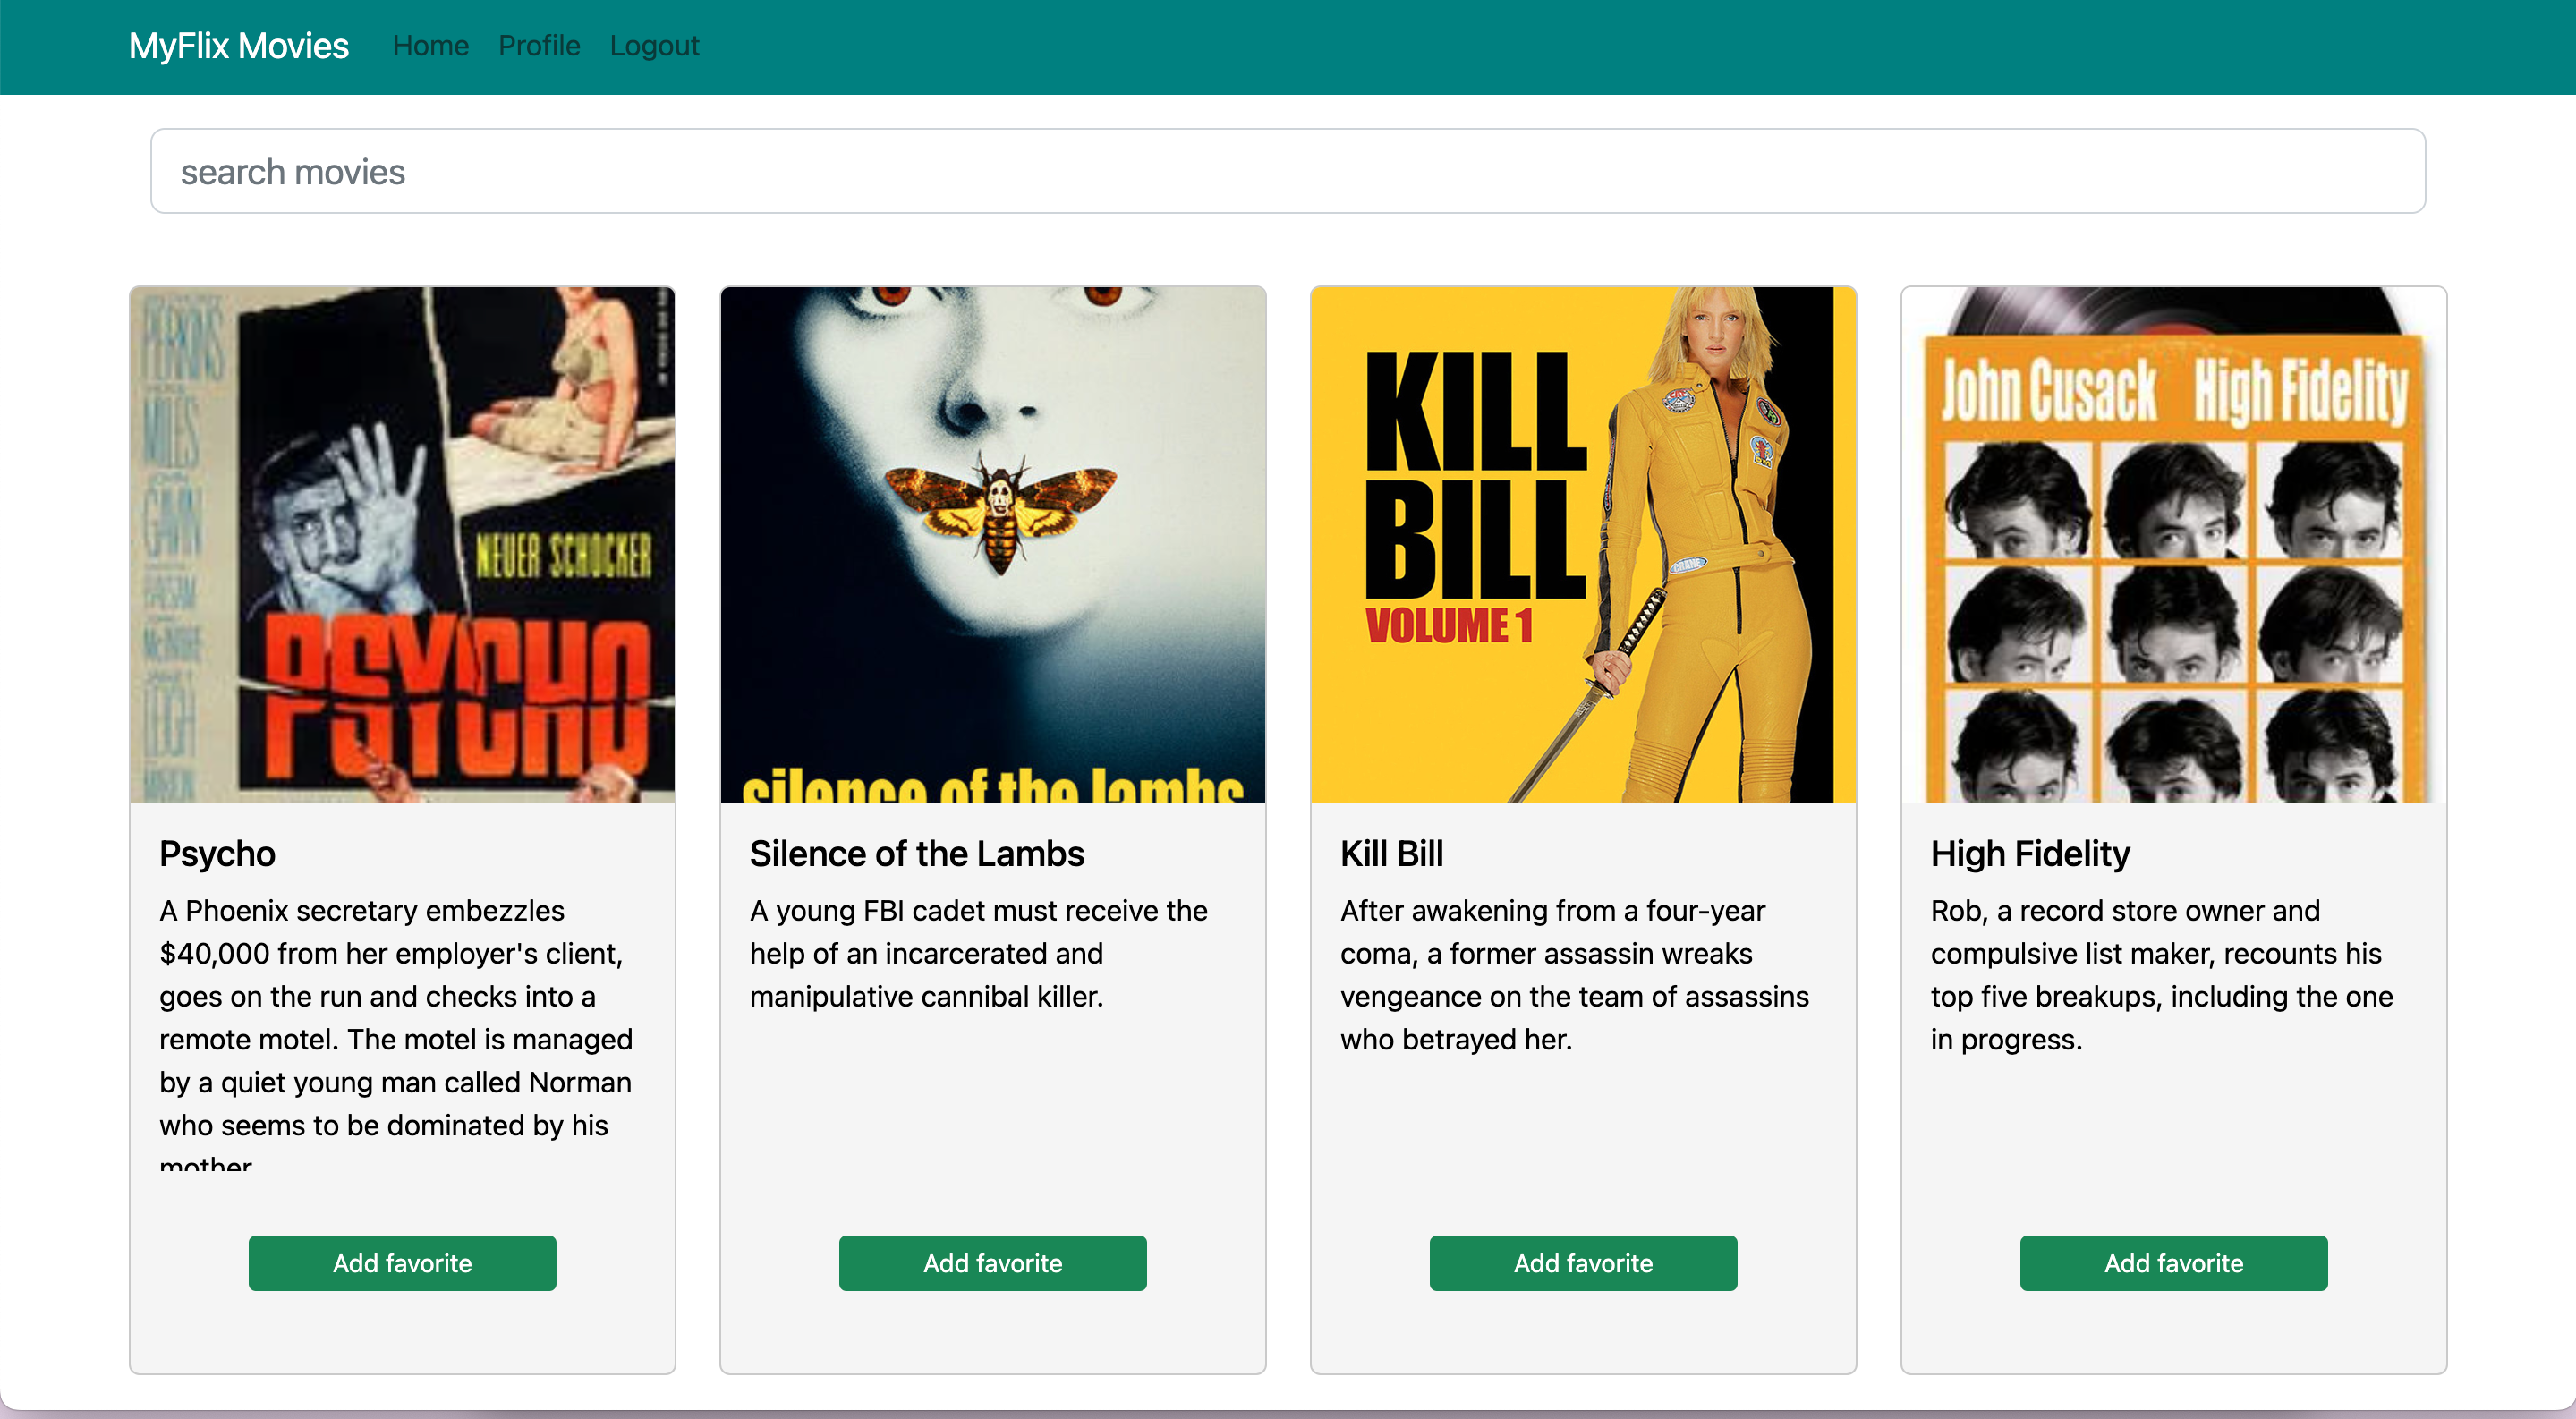 MyFlix Movies Home Profile Logout
search movies
PERKINS
MILES
GAVIN
NEUER SCHOCKER
PSYCHO
silence of the lambs
KILL
BILL
VOLUME 1
CRANE
John Cusack High Fidelity
Psycho
A Phoenix secretary embezzles
$40,000 from her employer's client,
goes on the run and checks into a
remote motel. The motel is managed
by a quiet young man called Norman
who seems to be dominated by his
mother
Add favorite
Silence of the Lambs
A young FBI cadet must receive the
help of an incarcerated and
manipulative cannibal killer.
Add favorite
Kill Bill
After awakening from a four-year
coma, a former assassin wreaks
vengeance on the team of assassins
who betrayed her.
Add favorite
High Fidelity
Rob, a record store owner and
compulsive list maker, recounts his
top five breakups, including the one
in progress.
Add favorite